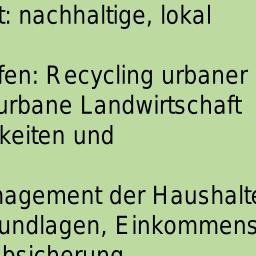 t: nachhaltige, lokal
fen: Recycling urbaner
urbane Landwirtschaft
keiten und
nagement der Haushalte
undlagen, Einkommens
bsicherung